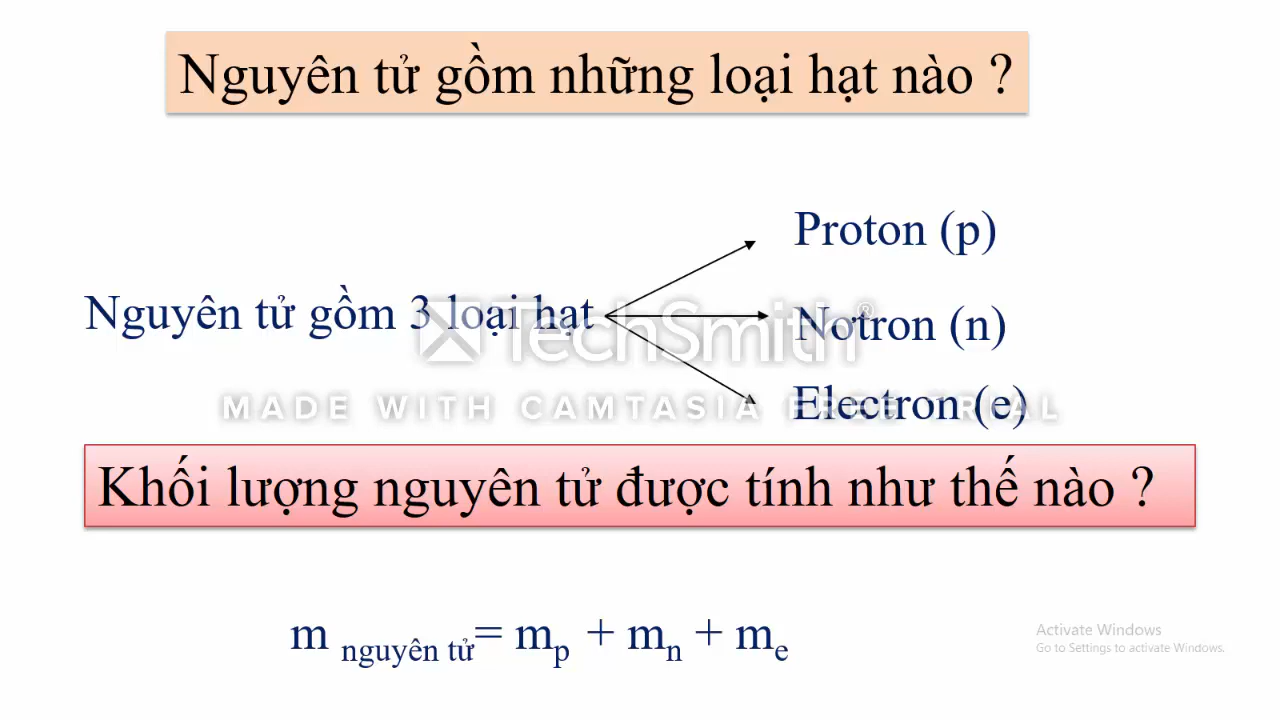 Nguyên tử gồm những loại hạt nào ?
Proton (p)
Nguyên tử gồm 3 loại hạt
Nơtron (n)
TechSmith®
MADE WITH CAMTASIA FREE TRIAL
Electron (e)
Khối lượng nguyên tử được tính như thế nào ?
m nguyên tử= mp + mn + me
Activate Windows
Go to Settings to activate Windows.